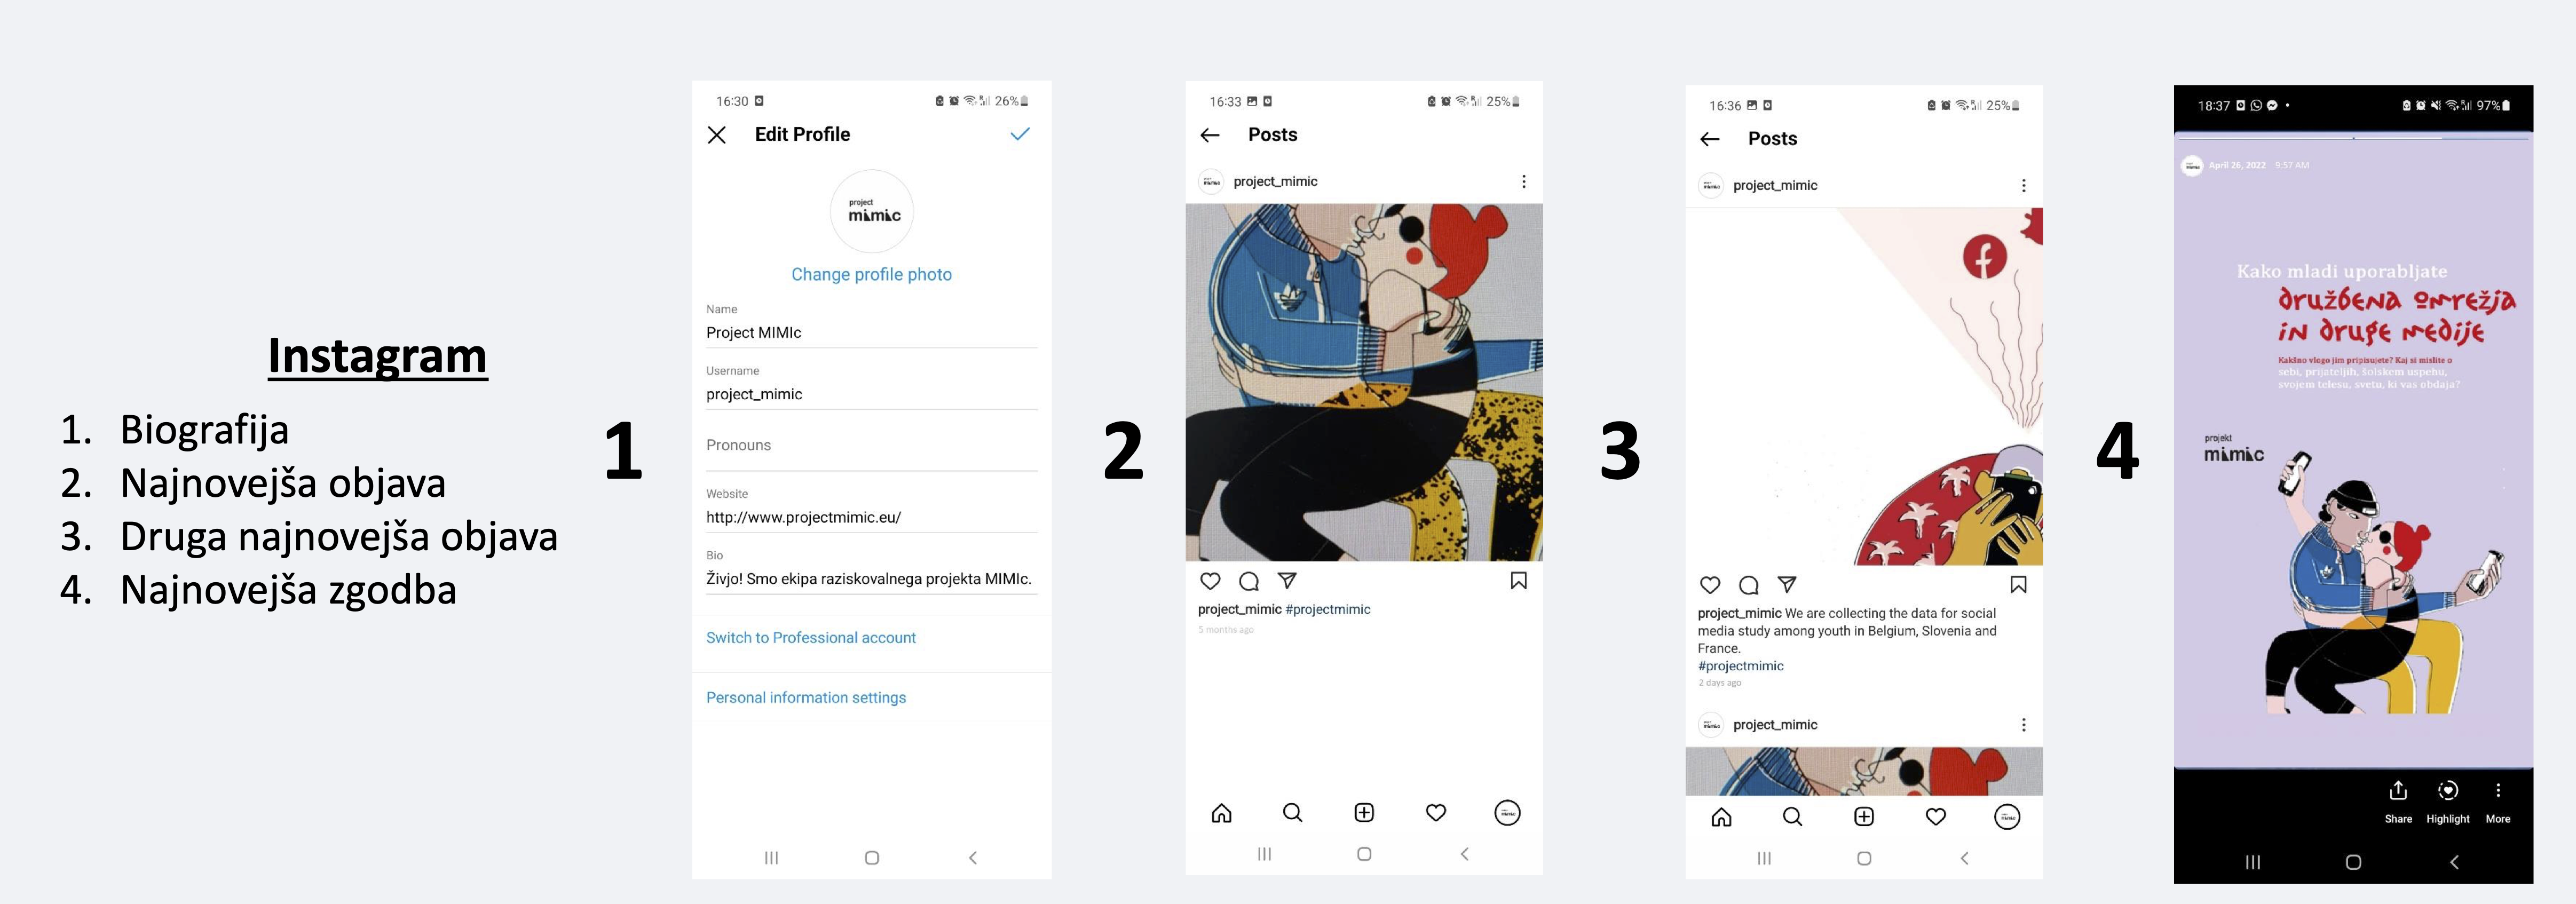 Instagram
1. Biografija
2. Najnovejša objava
3. Druga najnovejša objava
4. Najnovejša zgodba
1
16:30
26%
Edit Profile
project
mimic
Change profile photo
Name
Project MIMIc
Username
project_mimic
Pronouns
Website
http://www.projectmimic.eu/
Bio
Živjo! Smo ekipa raziskovalnega projekta MIMIc.
Switch to Professional account
Personal information settings
2
16:33
25%
Posts
project_mimic
project_mimic #projectmimic
5 months ago
3
16:36
25%
Posts
project_mimic
project_mimic We are collecting the data for social
media study among youth in Belgium, Slovenia and
France.
#projectmimic
2 days ago
project_mimic
4
18:37
97%
April 26, 2022 9:57 AM
Kako mladi uporabljate
družbena omrežja
in druge medije
Kakšno vlogo jim pripisujete? Kaj si mislite o
sebi, prijateljih, šolskem uspehu,
svojem telesu, svetu, ki vas obdaja?
projekt
mimic
Share Highlight More